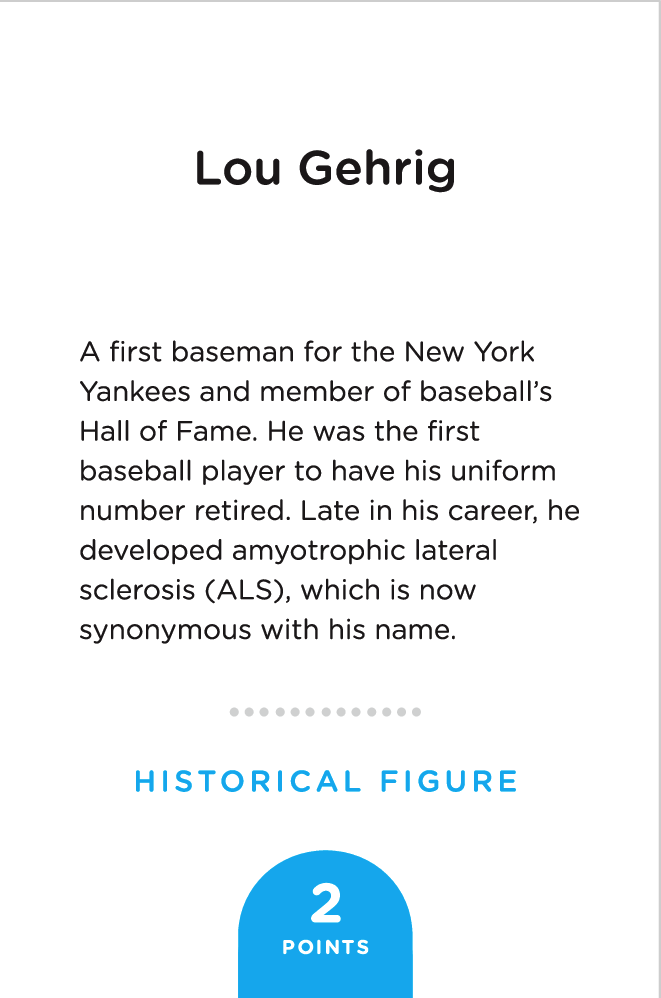 Lou Gehrig
A first baseman for the New York
Yankees and member of baseball’s
Hall of Fame. He was the first
baseball player to have his uniform
number retired. Late in his career, he
developed amyotrophic lateral
sclerosis (ALS), which is now
synonymous with his name.
HISTORICAL FIGURE
2
POINTS